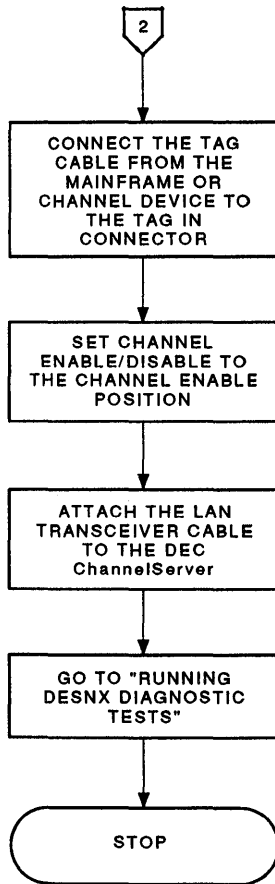 2
CONNECT THE TAG
CABLE FROM THE
MAINFRAME OR
CHANNEL DEVICE TO
THE TAG IN
CONNECTOR
SET CHANNEL
ENABLE/DISABLE TO
THE CHANNEL ENABLE
POSITION
ATTACH THE LAN
TRANSCEIVER CABLE
TO THE DEC
ChannelServer
GO TO "RUNNING
DESNX DIAGNOSTIC
TESTS"
STOP